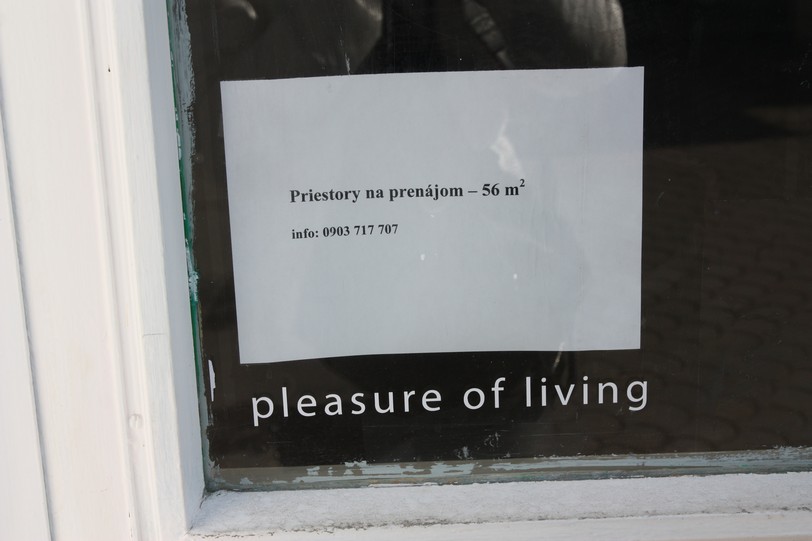 Priestory na prenájom – 56 m²
info: 0903 717 707
pleasure of living